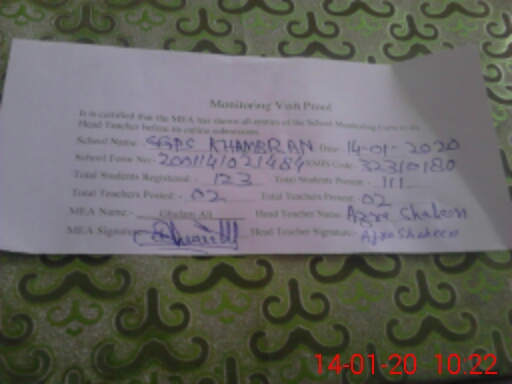 Monitoring Visit Proof
It is certified that the MEA has shown all entries of the School Monitoring Form to the
Head Teacher before its online submission
School Name: SGPS KHAMBRAN Date 14-01-2020
School Form No:- 2001141021484 EMIS Code: 32310180
Total Students Registered:- 123 Total Students Present:- 111
Total Teachers Posted:- 02 Total Teachers Present: 02
MEA Name:- Ghulam Ali Head Teacher Name: Azra Shaheen
MEA Signature: Head Teacher Signature:- Azra Shaheen
14-01-20 10:22